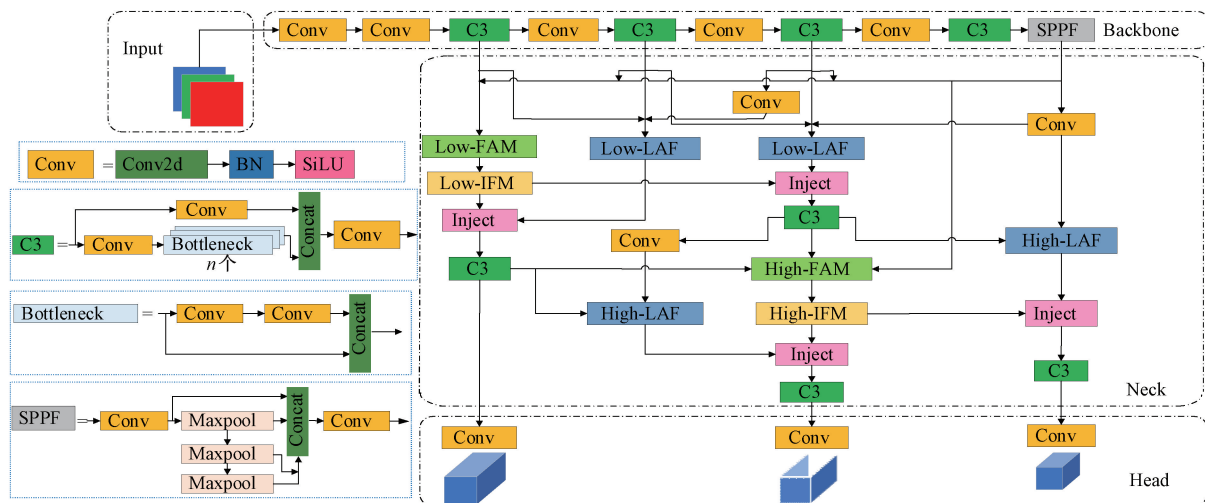 Input
Conv Conv C3 Conv C3 Conv C3 Conv C3 SPPF Backbone
Conv
Conv
Low-FAM Low-LAF Low-LAF
Low-IFM Inject
Inject C3
Conv High-LAF
C3 High-FAM
High-LAF High-IFM Inject
Inject
C3
C3
Neck
Conv = Conv2d BN SiLU
C3 = Conv Conv Bottleneck Concat Conv
n个
Bottleneck = Conv Conv Concat
SPPF = Conv Maxpool Concat Conv
Maxpool
Maxpool
Conv Conv Conv
Head